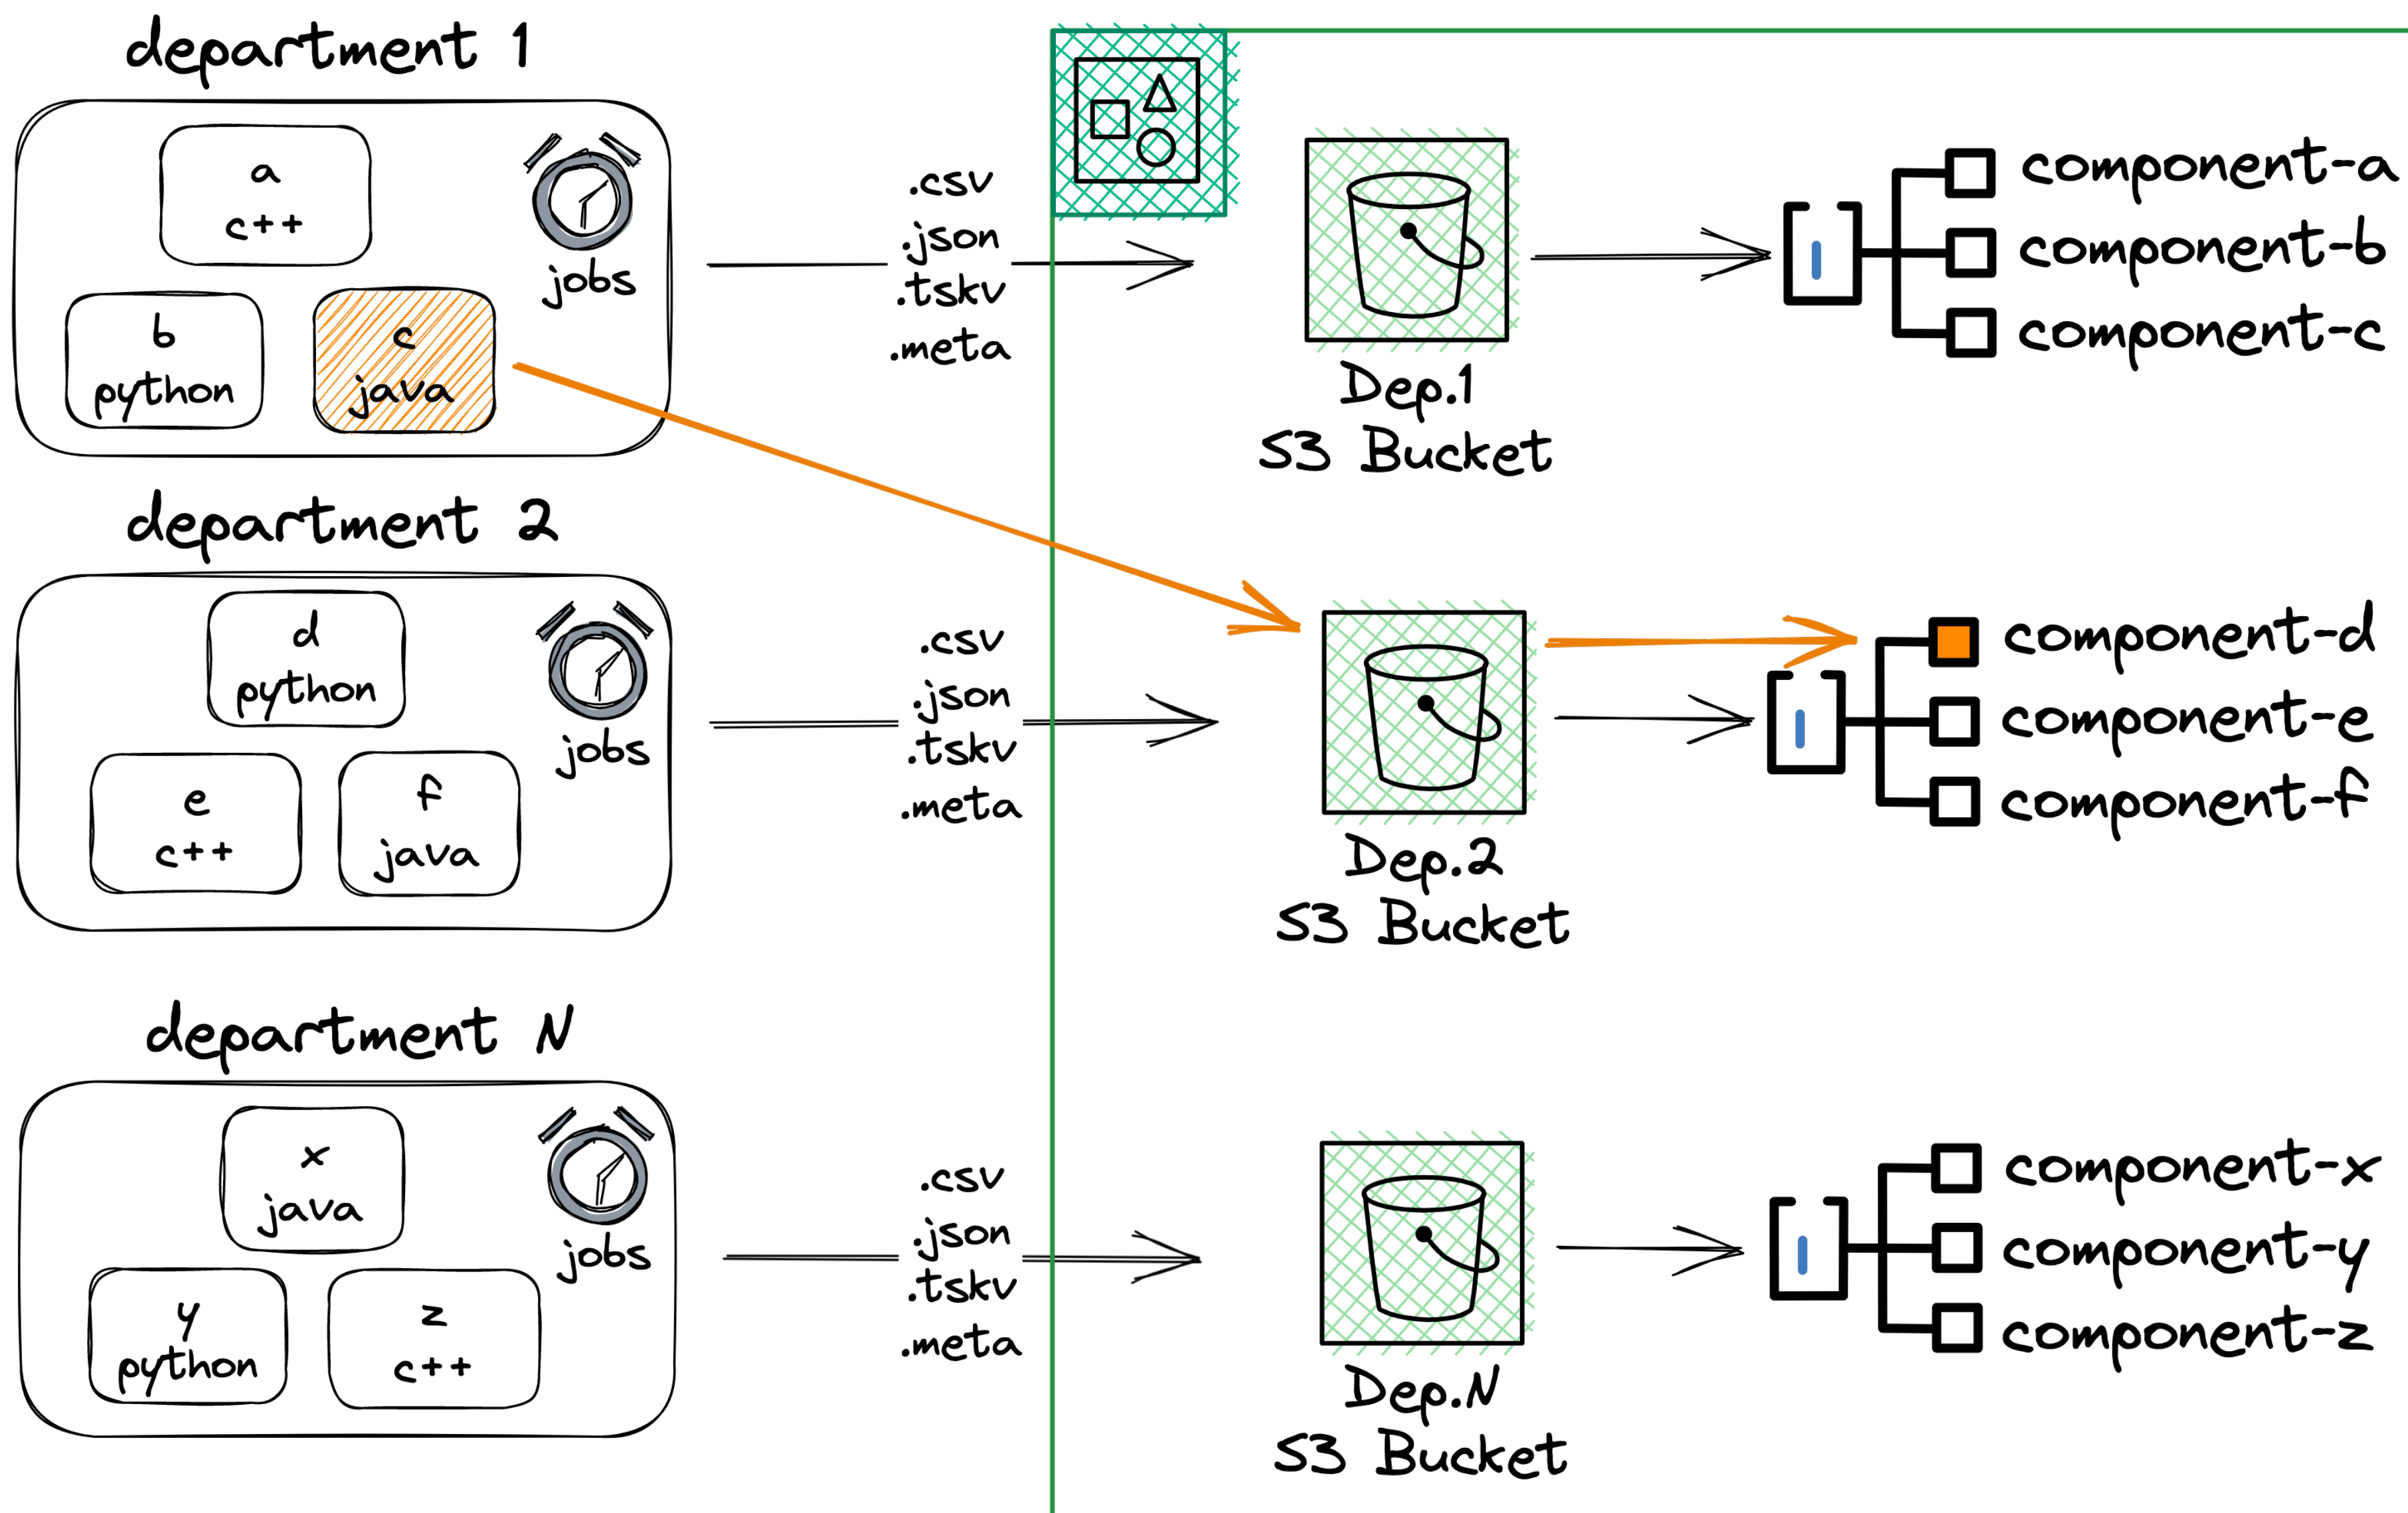 department 1
a
c++
b
python
c
java
jobs
.csv
.json
.tskv
.meta
Dep.1
S3 Bucket
component-a
component-b
component-c
department 2
d
python
e
c++
f
java
jobs
.csv
.json
.tskv
.meta
Dep.2
S3 Bucket
component-d
component-e
component-f
department N
x
java
y
python
z
c++
jobs
.csv
.json
.tskv
.meta
Dep.N
S3 Bucket
component-x
component-y
component-z